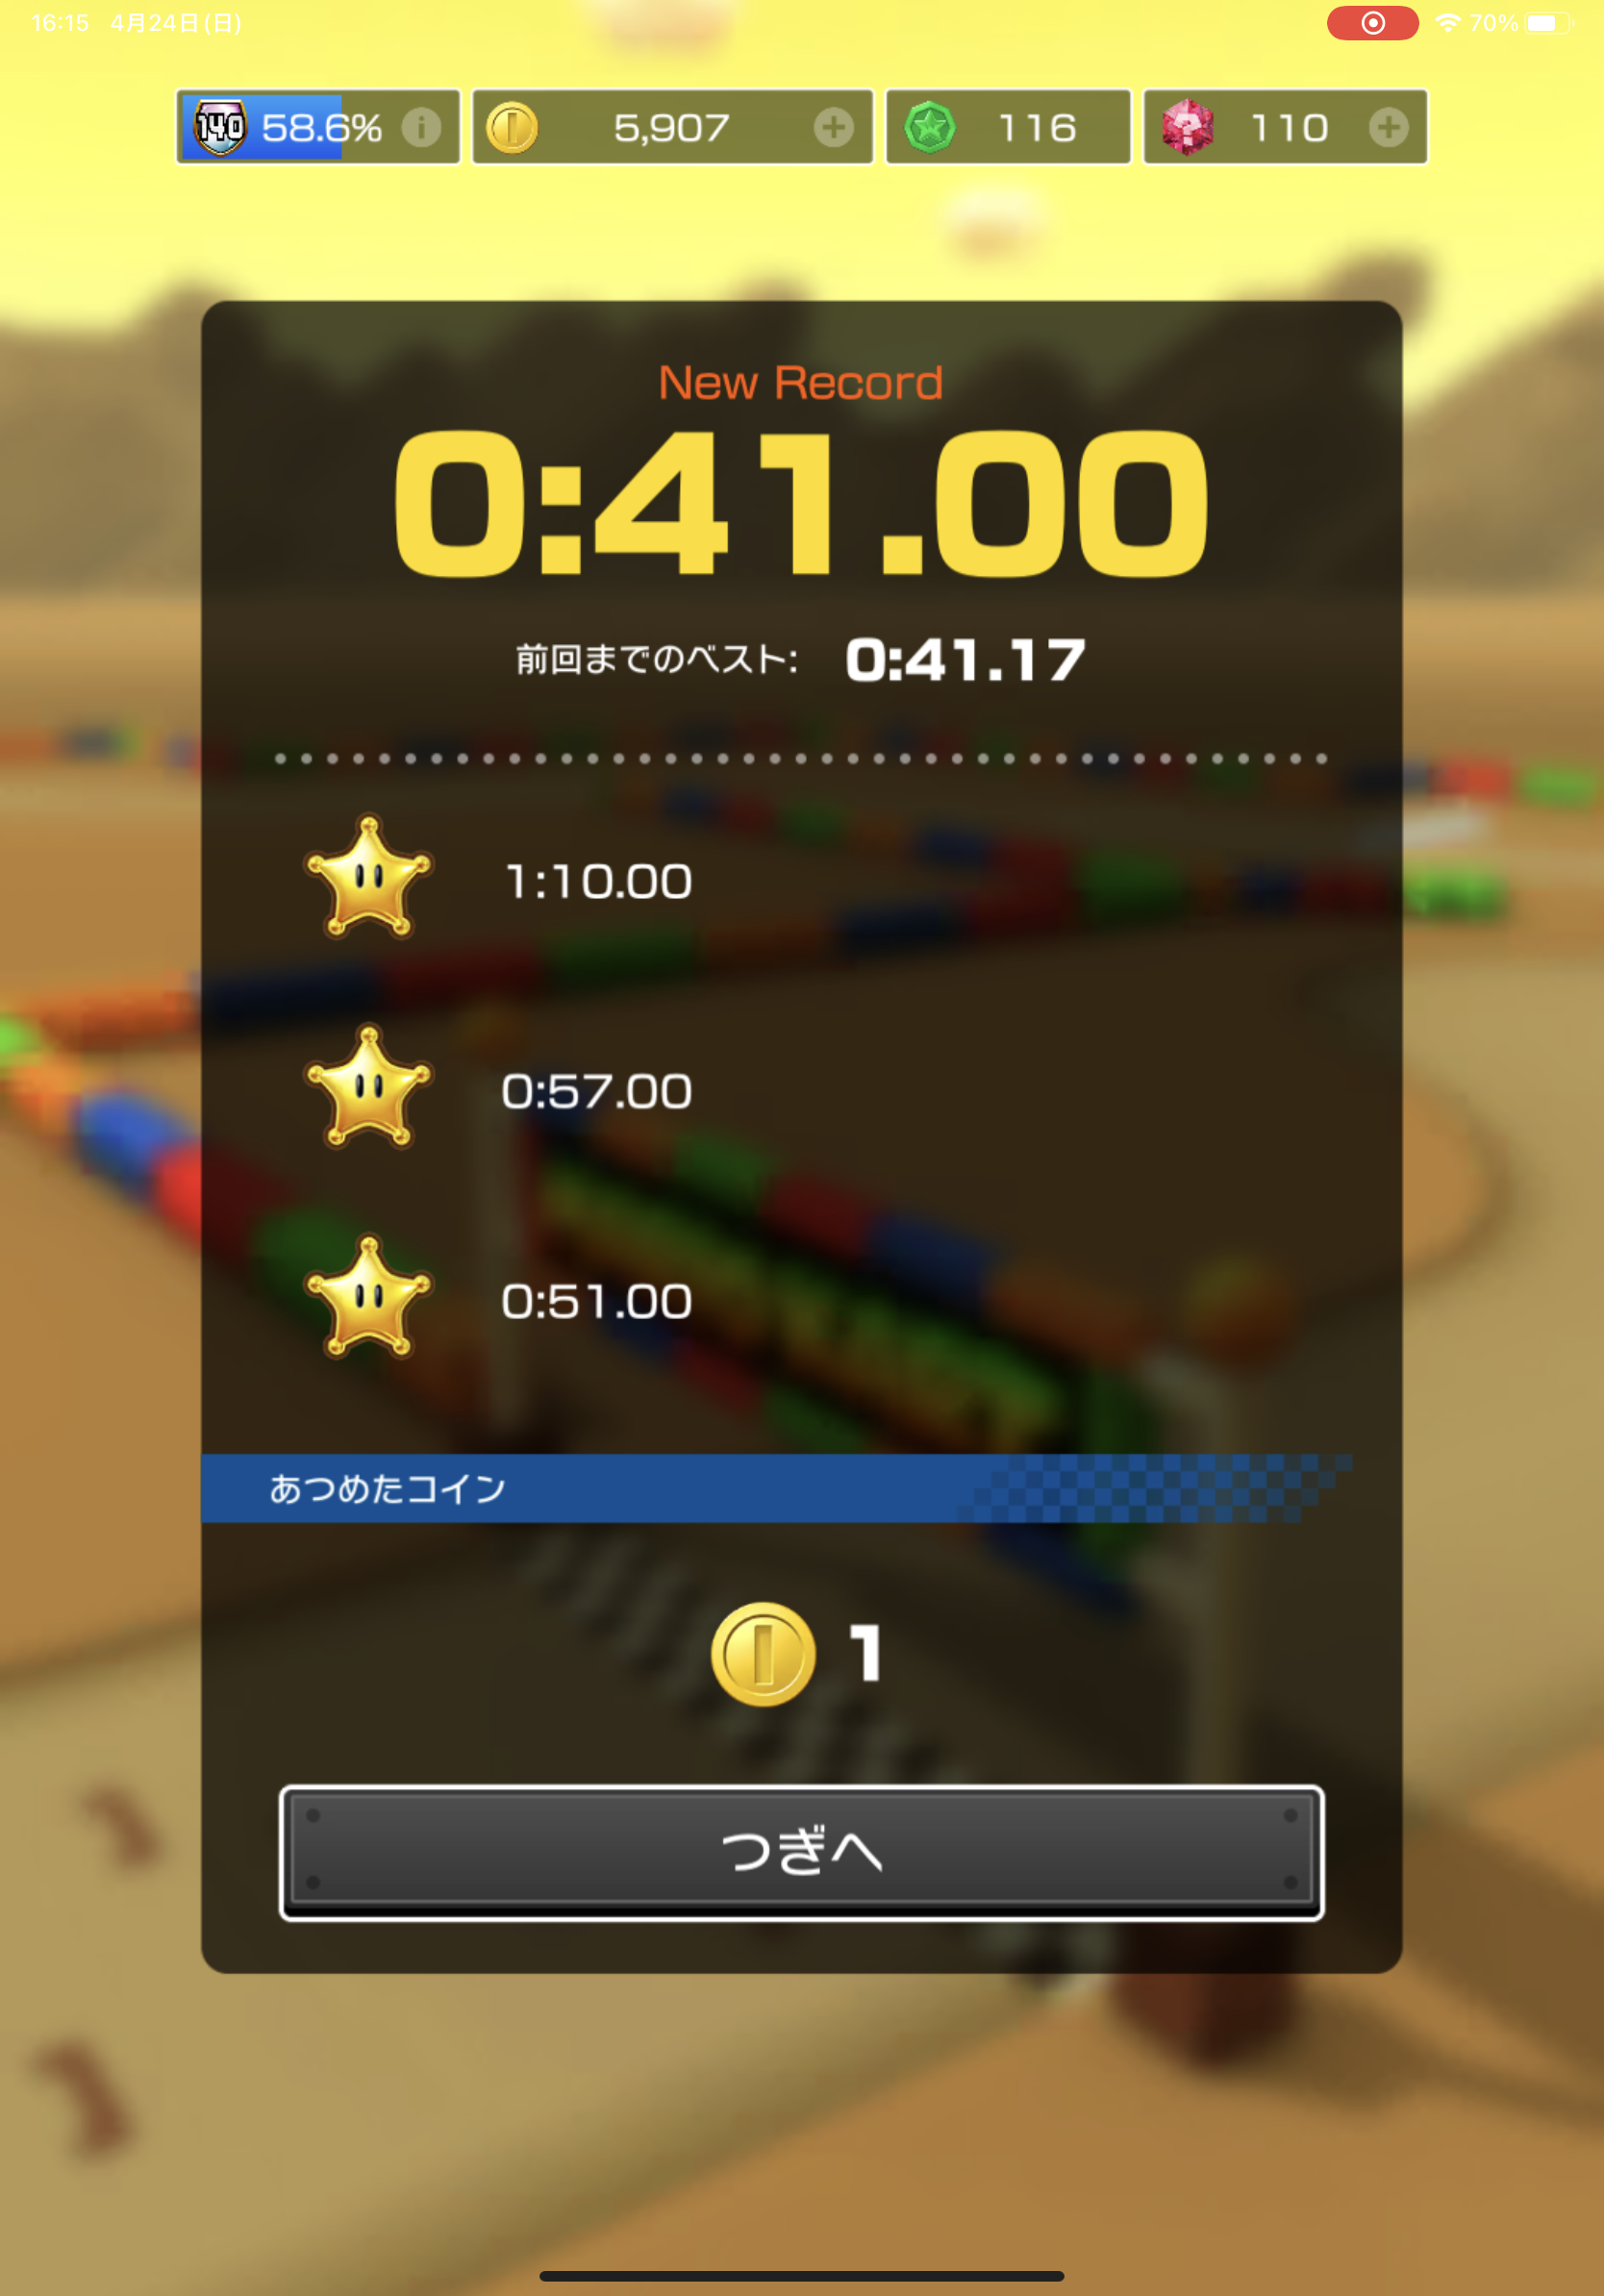 16:15 4月24日(日) 70%
140 58.6% 5,907 116 110
New Record
0:41.00
前回までのベスト: 0:41.17
1:10.00
0:57.00
0:51.00
あつめたコイン
1
つぎへ